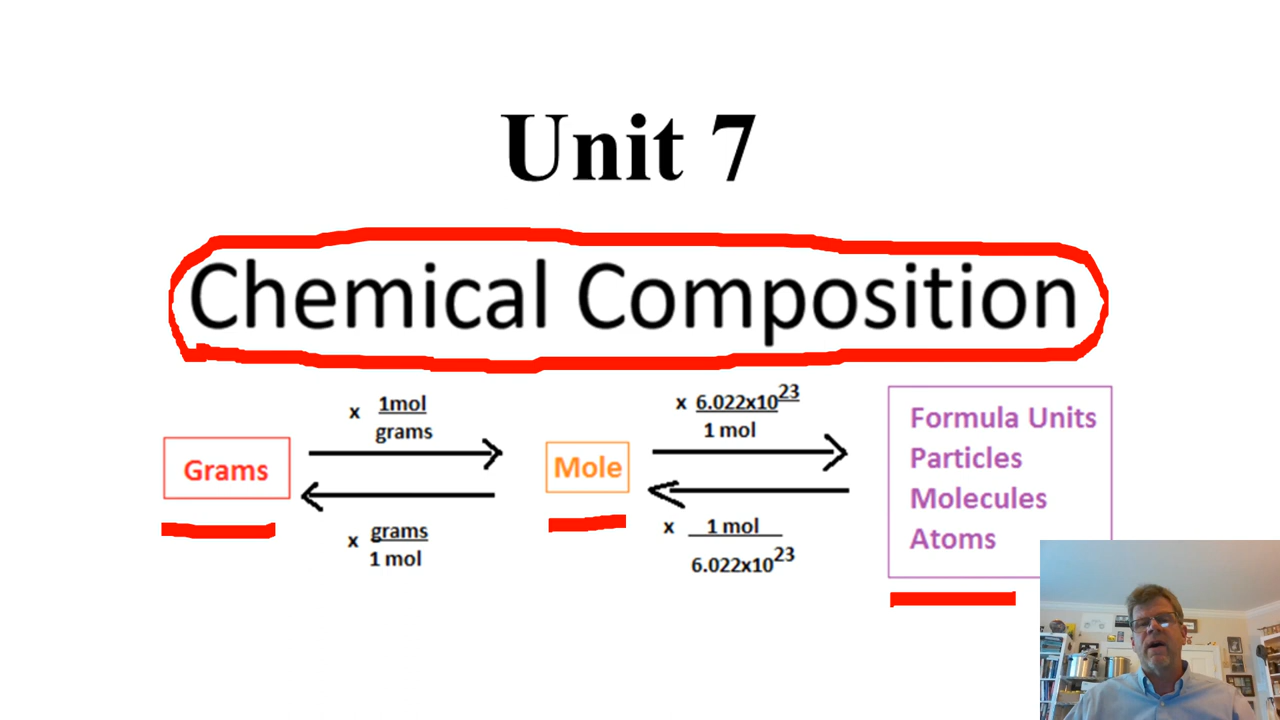 Unit 7
Chemical Composition
x 1mol
grams
x 6.022x10^23
1 mol
Grams
Mole
Formula Units
Particles
Molecules
Atoms
x grams
1 mol
x 1 mol
6.022x10^23